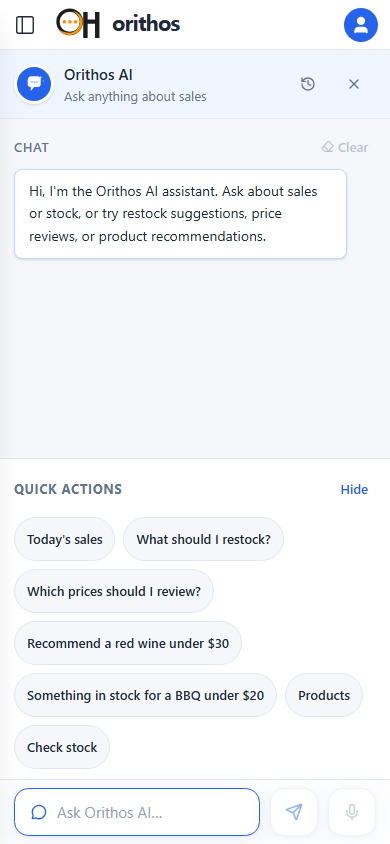 OH orithos
Orithos AI
Ask anything about sales
CHAT
Clear
Hi, I'm the Orithos AI assistant. Ask about sales
or stock, or try restock suggestions, price
reviews, or product recommendations.
QUICK ACTIONS
Hide
Today's sales
What should I restock?
Which prices should I review?
Recommend a red wine under $30
Something in stock for a BBQ under $20
Products
Check stock
Ask Orithos AI...